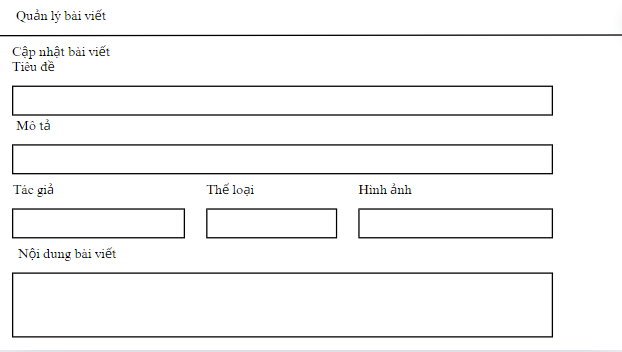 Quản lý bài viết
Cập nhật bài viết
Tiêu đề
Mô tả
Tác giả Thể loại Hình ảnh
Nội dung bài viết